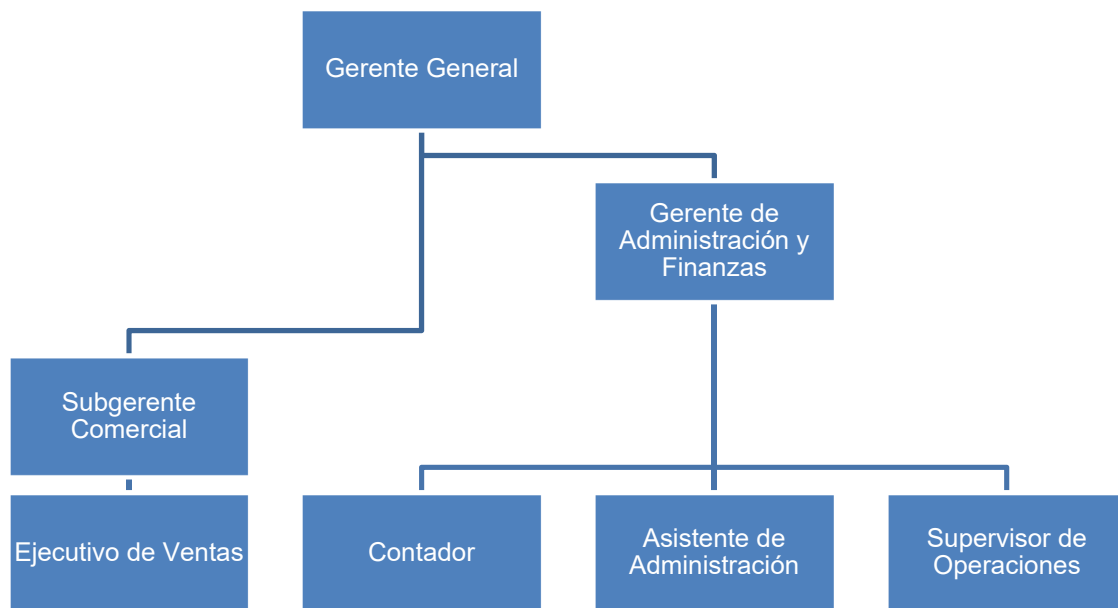 Gerente General
Gerente de
Administración y
Finanzas
Subgerente
Comercial
Ejecutivo de Ventas
Contador
Asistente de
Administración
Supervisor de
Operaciones